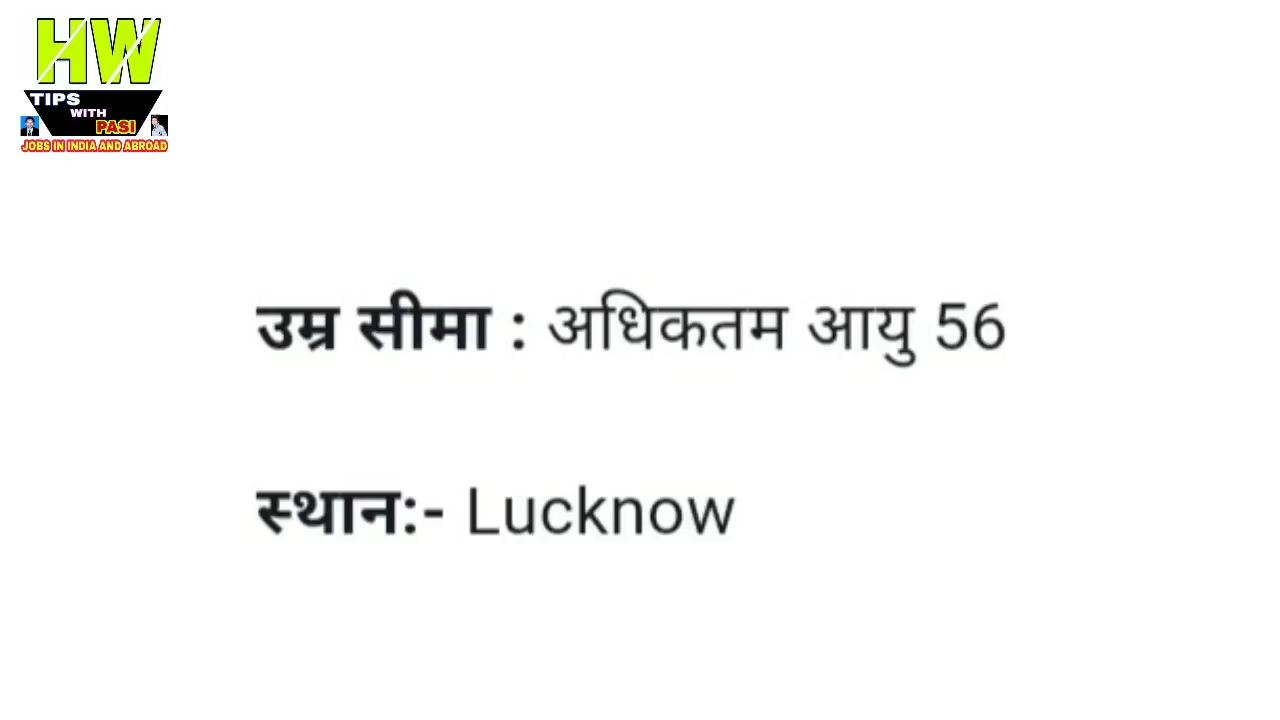 HW
TIPS
WITH
PASI
JOBS IN INDIA AND ABROAD
उम्र सीमा : अधिकतम आयु 56
स्थान:- Lucknow